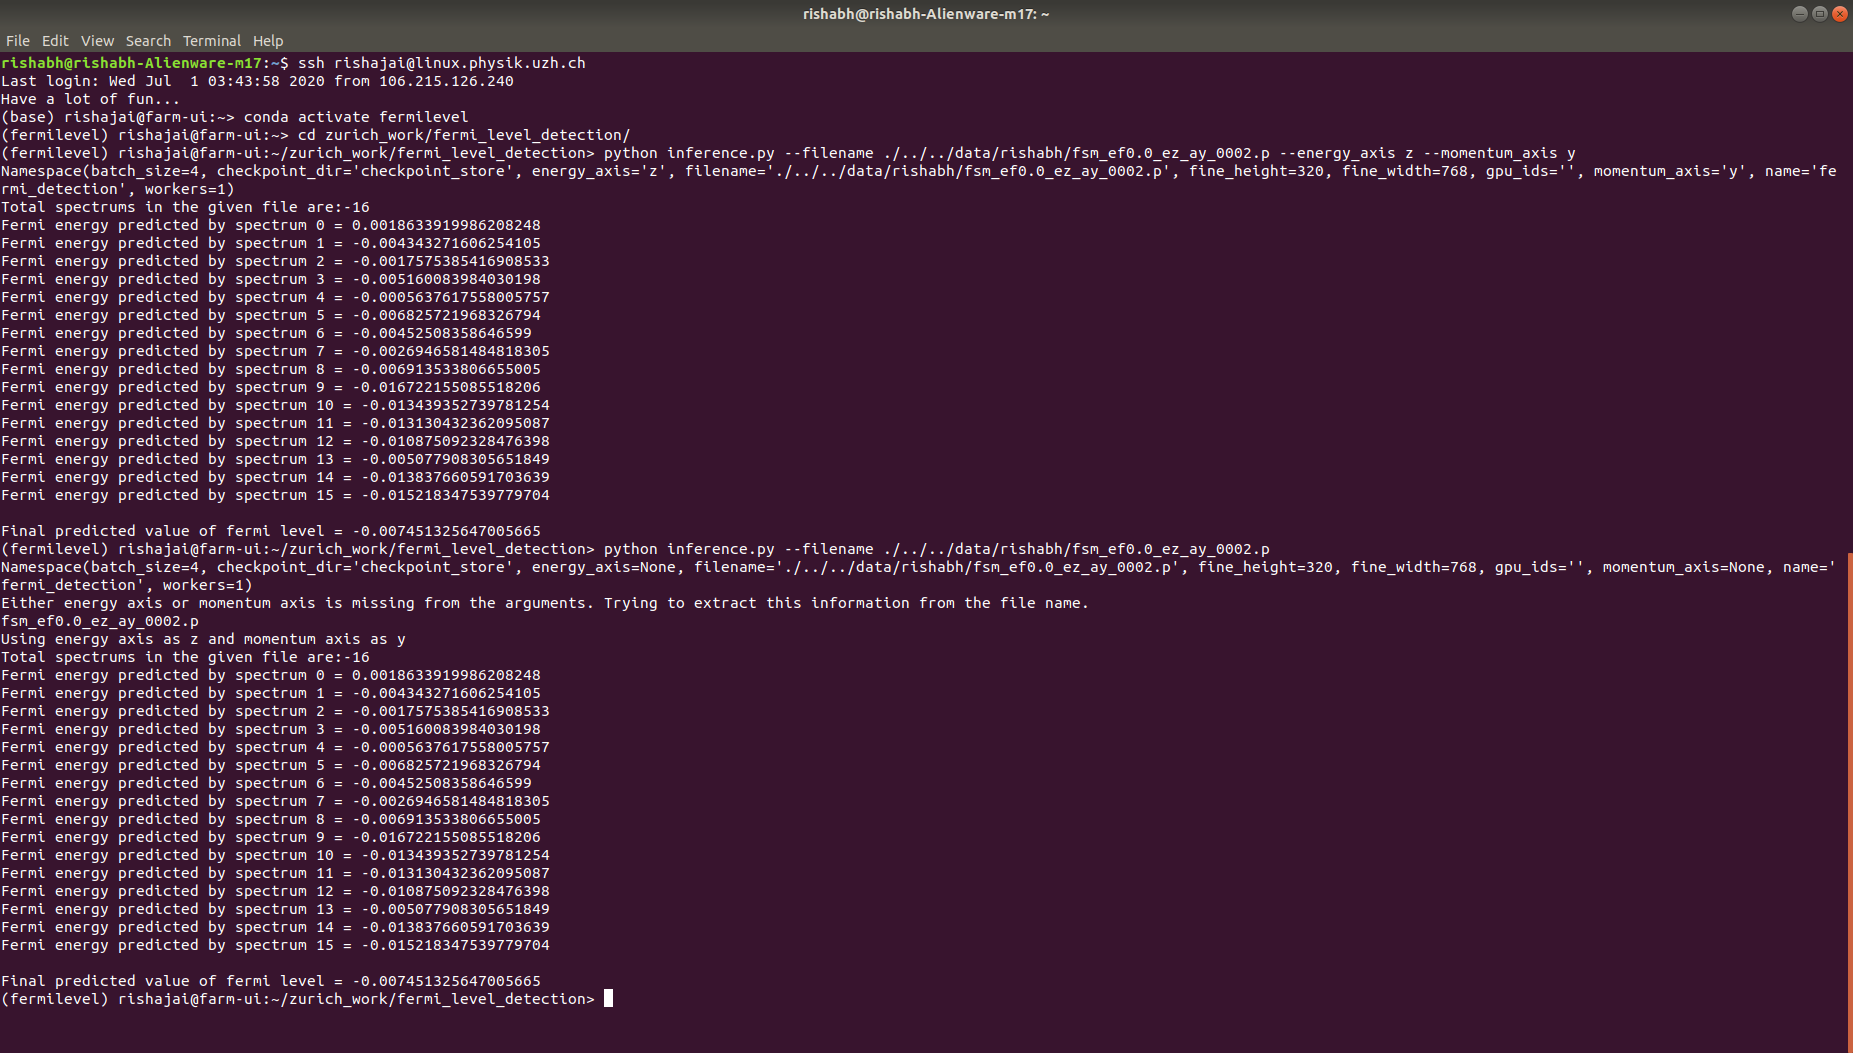 rishabh@rishabh-Alienware-m17: ~
File Edit View Search Terminal Help
rishabh@rishabh-Alienware-m17:~$ ssh rishajai@linux.physik.uzh.ch
Last login: Wed Jul  1 03:43:58 2020 from 106.215.126.240
Have a lot of fun...
(base) rishajai@farm-ui:~> conda activate fermilevel
(fermilevel) rishajai@farm-ui:~> cd zurich_work/fermi_level_detection/
(fermilevel) rishajai@farm-ui:~/zurich_work/fermi_level_detection> python inference.py --filename ./../../data/rishabh/fsm_ef0.0_ez_ay_0002.p --energy_axis z --momentum_axis y
Namespace(batch_size=4, checkpoint_dir='checkpoint_store', energy_axis='z', filename='./../../data/rishabh/fsm_ef0.0_ez_ay_0002.p', fine_height=320, fine_width=768, gpu_ids='', momentum_axis='y', name='fe
rmi_detection', workers=1)
Total spectrums in the given file are:-16
Fermi energy predicted by spectrum 0 = 0.0018633919986208248
Fermi energy predicted by spectrum 1 = -0.004343271606254105
Fermi energy predicted by spectrum 2 = -0.0017575385416908533
Fermi energy predicted by spectrum 3 = -0.005160083984030198
Fermi energy predicted by spectrum 4 = -0.0005637617558005757
Fermi energy predicted by spectrum 5 = -0.006825721968326794
Fermi energy predicted by spectrum 6 = -0.00452508358646599
Fermi energy predicted by spectrum 7 = -0.0026946581484818305
Fermi energy predicted by spectrum 8 = -0.006913533806655005
Fermi energy predicted by spectrum 9 = -0.016722155085518206
Fermi energy predicted by spectrum 10 = -0.013439352739781254
Fermi energy predicted by spectrum 11 = -0.013130432362095087
Fermi energy predicted by spectrum 12 = -0.010875092328476398
Fermi energy predicted by spectrum 13 = -0.005077908305651849
Fermi energy predicted by spectrum 14 = -0.013837660591703639
Fermi energy predicted by spectrum 15 = -0.015218347539779704
Final predicted value of fermi level = -0.007451325647005665
(fermilevel) rishajai@farm-ui:~/zurich_work/fermi_level_detection> python inference.py --filename ./../../data/rishabh/fsm_ef0.0_ez_ay_0002.p
Namespace(batch_size=4, checkpoint_dir='checkpoint_store', energy_axis=None, filename='./../../data/rishabh/fsm_ef0.0_ez_ay_0002.p', fine_height=320, fine_width=768, gpu_ids='', momentum_axis=None, name='
fermi_detection', workers=1)
Either energy axis or momentum axis is missing from the arguments. Trying to extract this information from the file name.
fsm_ef0.0_ez_ay_0002.p
Using energy axis as z and momentum axis as y
Total spectrums in the given file are:-16
Fermi energy predicted by spectrum 0 = 0.0018633919986208248
Fermi energy predicted by spectrum 1 = -0.004343271606254105
Fermi energy predicted by spectrum 2 = -0.0017575385416908533
Fermi energy predicted by spectrum 3 = -0.005160083984030198
Fermi energy predicted by spectrum 4 = -0.0005637617558005757
Fermi energy predicted by spectrum 5 = -0.006825721968326794
Fermi energy predicted by spectrum 6 = -0.00452508358646599
Fermi energy predicted by spectrum 7 = -0.0026946581484818305
Fermi energy predicted by spectrum 8 = -0.006913533806655005
Fermi energy predicted by spectrum 9 = -0.016722155085518206
Fermi energy predicted by spectrum 10 = -0.013439352739781254
Fermi energy predicted by spectrum 11 = -0.013130432362095087
Fermi energy predicted by spectrum 12 = -0.010875092328476398
Fermi energy predicted by spectrum 13 = -0.005077908305651849
Fermi energy predicted by spectrum 14 = -0.013837660591703639
Fermi energy predicted by spectrum 15 = -0.015218347539779704
Final predicted value of fermi level = -0.007451325647005665
(fermilevel) rishajai@farm-ui:~/zurich_work/fermi_level_detection>